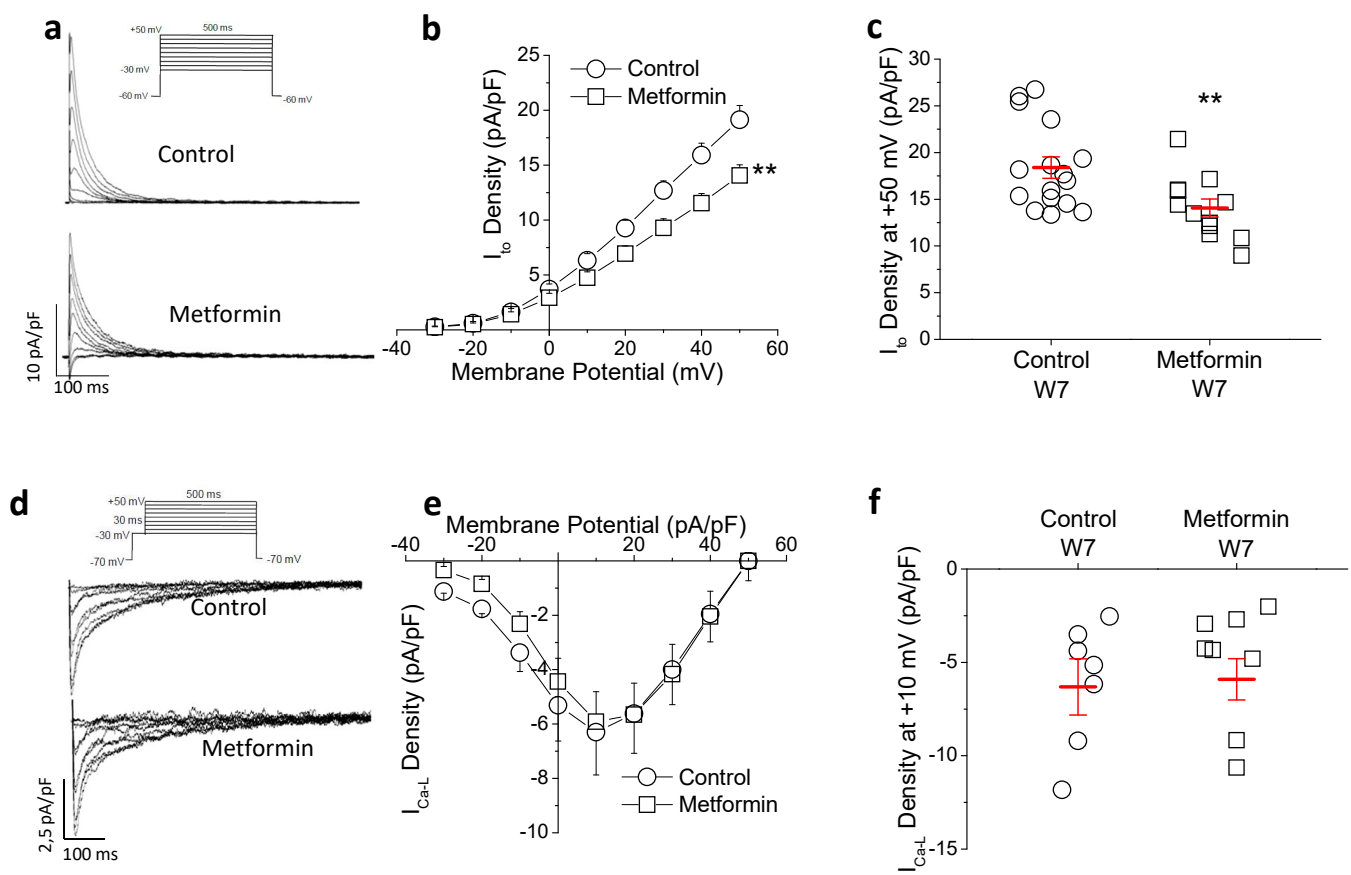 a
+50 mV
500 ms
-30 mV
-60 mV
-60 mV
Control
Metformin
10 pA/pF
100 ms
b
Control
Metformin
25
20
15
10
5
**
-40
-20
0
20
40
60
I_to Density (pA/pF)
Membrane Potential (mV)
c
**
30
25
20
15
10
5
0
I_to Density at +50 mV (pA/pF)
Control
W7
Metformin
W7
d
+50 mV
500 ms
30 ms
-30 mV
-70 mV
-70 mV
Control
Metformin
2,5 pA/pF
100 ms
e
Membrane Potential (pA/pF)
-40
-20
0
20
40
60
-2
-4
-6
-8
-10
I_Ca-L Density (pA/pF)
Control
Metformin
f
Control
W7
Metformin
W7
0
-5
-10
-15
I_Ca-L Density at +10 mV (pA/pF)